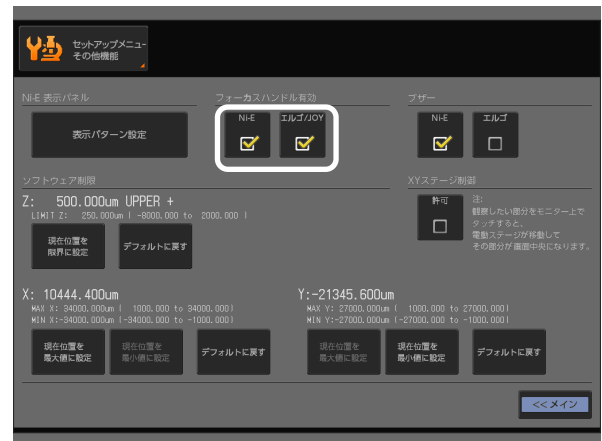 セットアップメニュー
その他機能
Ni-E 表示パネル
フォーカスハンドル有効
ブザー
表示パターン設定
Ni-E
エルゴ/JOY
Ni-E
エルゴ
ソフトウェア制限
XYステージ制御
Z: 500.000um UPPER +
LIMIT Z: 250.000um [ -8000.000 to 2000.000 ]
現在位置を
限界に設定
デフォルトに戻す
許可
注:
観察したい部分をモニター上で
タッチすると、
電動ステージが移動して
その部分が画面中央になります。
X: 10444.400um
MAX X: 34000.000um [ 1000.000 to 34000.000]
MIN X:-34000.000um [-34000.000 to -1000.000]
Y:-21345.600um
MAX Y: 27000.000um [ 1000.000 to 27000.000]
MIN Y:-27000.000um [-27000.000 to -1000.000]
現在位置を
最大値に設定
現在位置を
最小値に設定
デフォルトに戻す
現在位置を
最大値に設定
現在位置を
最小値に設定
デフォルトに戻す
<<メイン